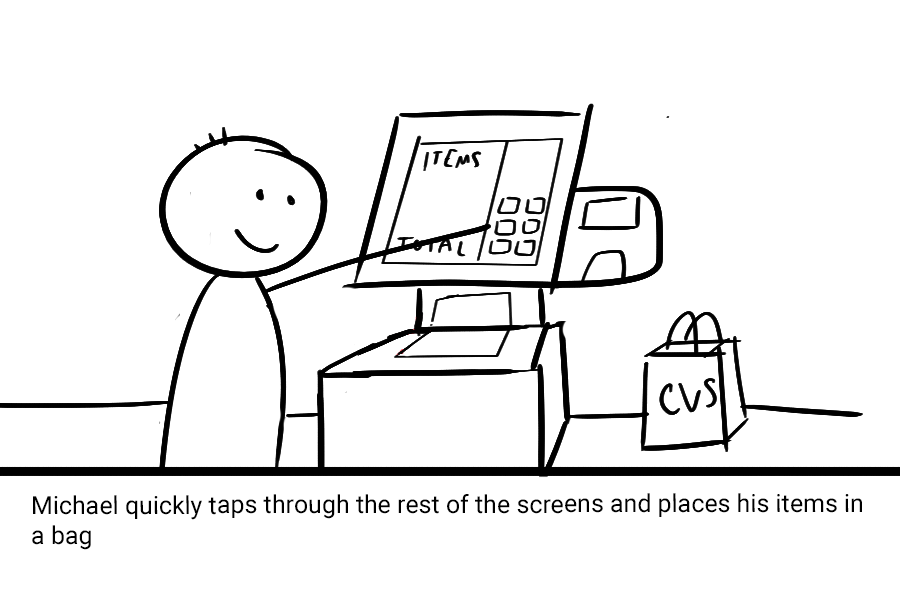 ITEMS
TOTAL
CVS
Michael quickly taps through the rest of the screens and places his items in
a bag